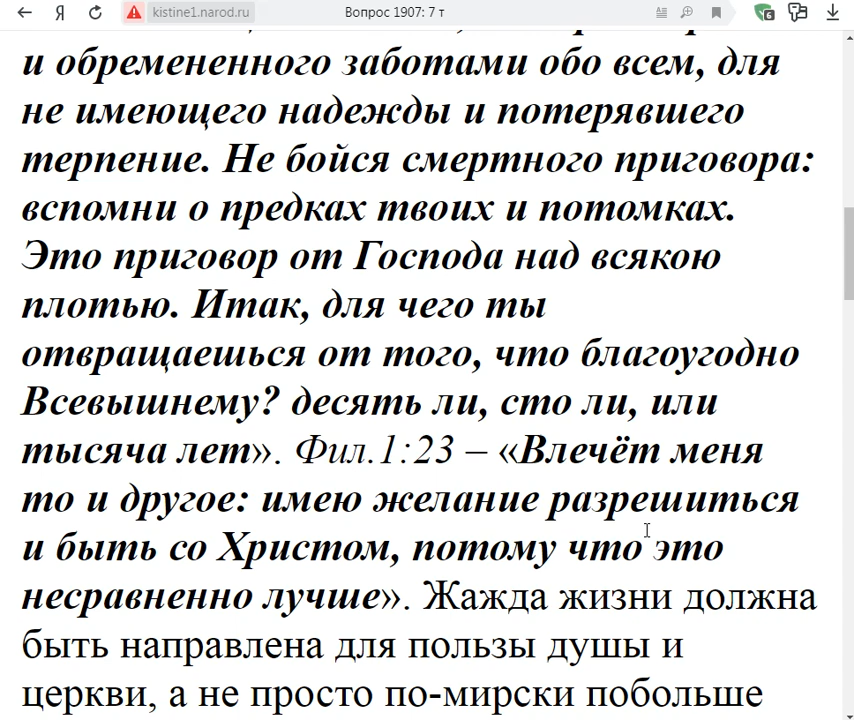 kistine1.narod.ru
Вопрос 1907: 7 т
и обремененного заботами обо всем, для
не имеющего надежды и потерявшего
терпение. Не бойся смертного приговора:
вспомни о предках твоих и потомках.
Это приговор от Господа над всякою
плотью. Итак, для чего ты
отвращаешься от того, что благоугодно
Всевышнему? десять ли, сто ли, или
тысяча лет». Фил.1:23 – «Влечёт меня
то и другое: имею желание разрешиться
и быть со Христом, потому что это
несравненно лучше». Жажда жизни должна
быть направлена для пользы души и
церкви, а не просто по-мирски побольше